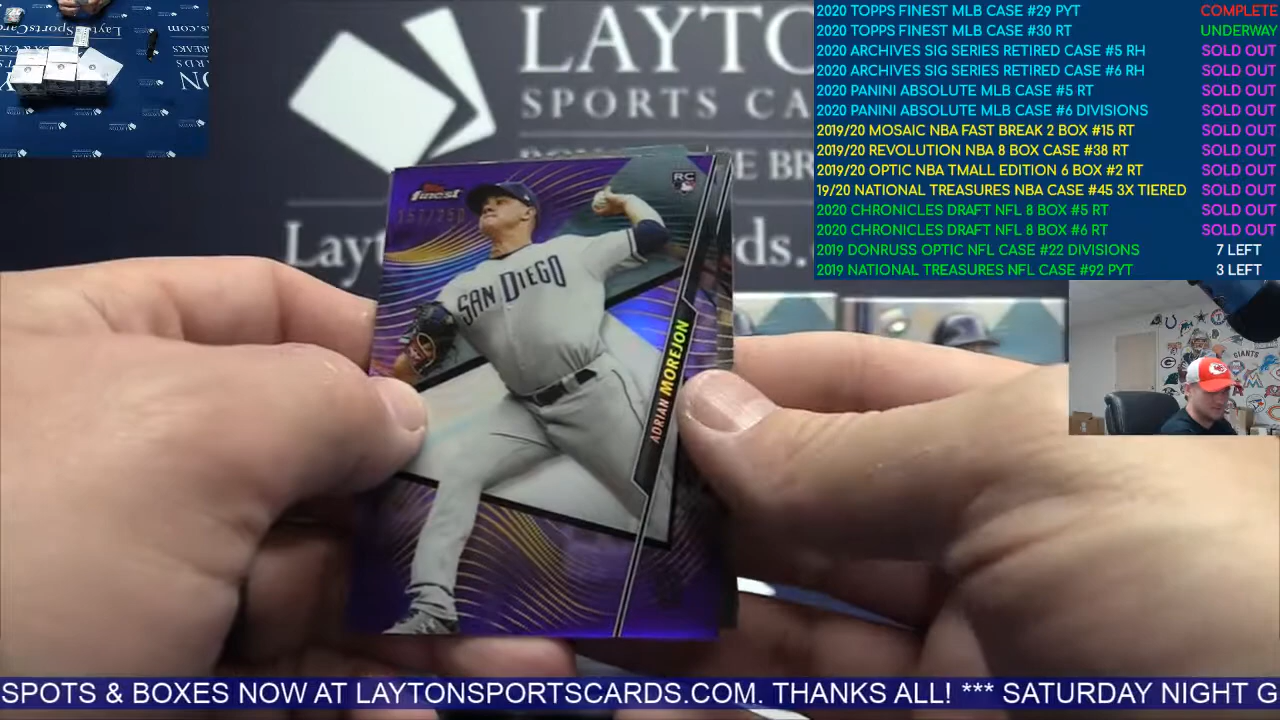 LAYTO
SPORTS CA
Layt
ds.c
2020 TOPPS FINEST MLB CASE #29 PYT COMPLETE
2020 TOPPS FINEST MLB CASE #30 RT UNDERWAY
2020 ARCHIVES SIG SERIES RETIRED CASE #5 RH SOLD OUT
2020 ARCHIVES SIG SERIES RETIRED CASE #6 RH SOLD OUT
2020 PANINI ABSOLUTE MLB CASE #5 RT SOLD OUT
2020 PANINI ABSOLUTE MLB CASE #6 DIVISIONS SOLD OUT
2019/20 MOSAIC NBA FAST BREAK 2 BOX #15 RT SOLD OUT
2019/20 REVOLUTION NBA 8 BOX CASE #38 RT SOLD OUT
2019/20 OPTIC NBA TMALL EDITION 6 BOX #2 RT SOLD OUT
19/20 NATIONAL TREASURES NBA CASE #45 3X TIERED SOLD OUT
2020 CHRONICLES DRAFT NFL 8 BOX #5 RT SOLD OUT
2020 CHRONICLES DRAFT NFL 8 BOX #6 RT SOLD OUT
2019 DONRUSS OPTIC NFL CASE #22 DIVISIONS 7 LEFT
2019 NATIONAL TREASURES NFL CASE #92 PYT 3 LEFT
Topps
finest
RC
SAN DIEGO
ADRIAN MOREJON
GIANTS
SPOTS & BOXES NOW AT LAYTONSPORTSCARDS.COM. THANKS ALL! *** SATURDAY NIGHT G